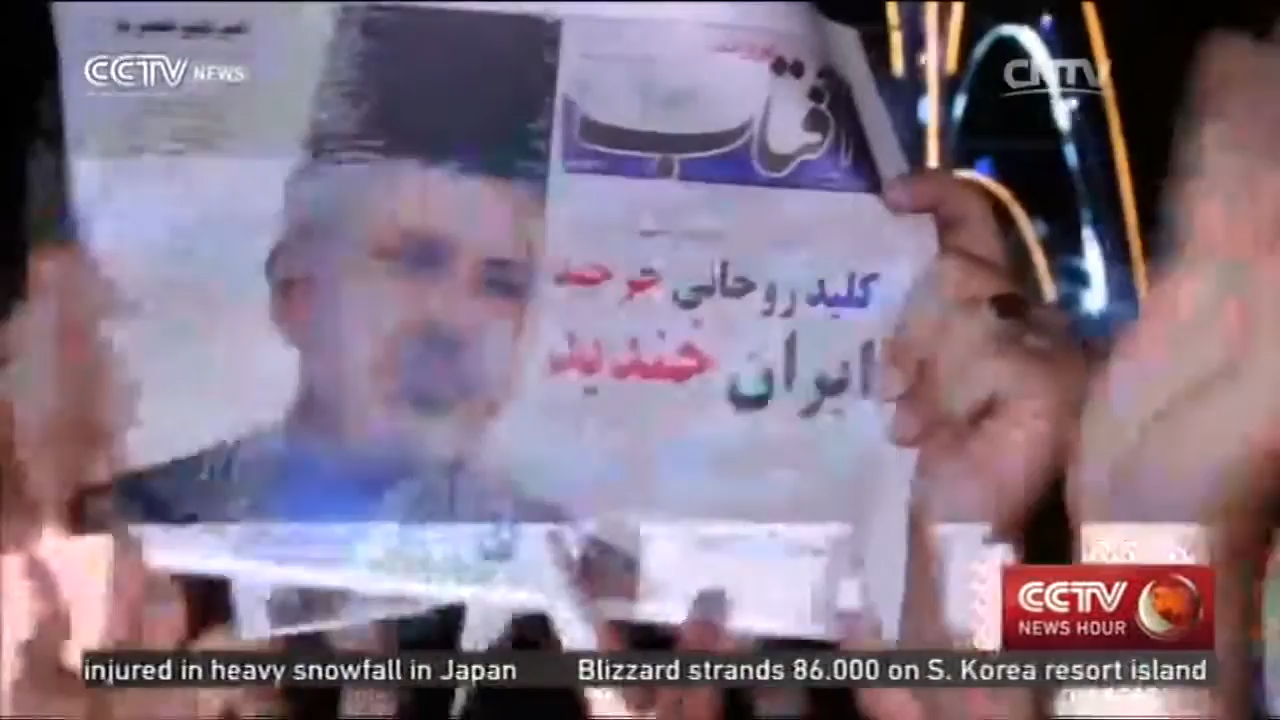 CCTV NEWS
CNTV
آفتاب
کلید روحانی چرخید
ایران خندید
CCTV
NEWS HOUR
injured in heavy snowfall in Japan
Blizzard strands 86.000 on S. Korea resort island